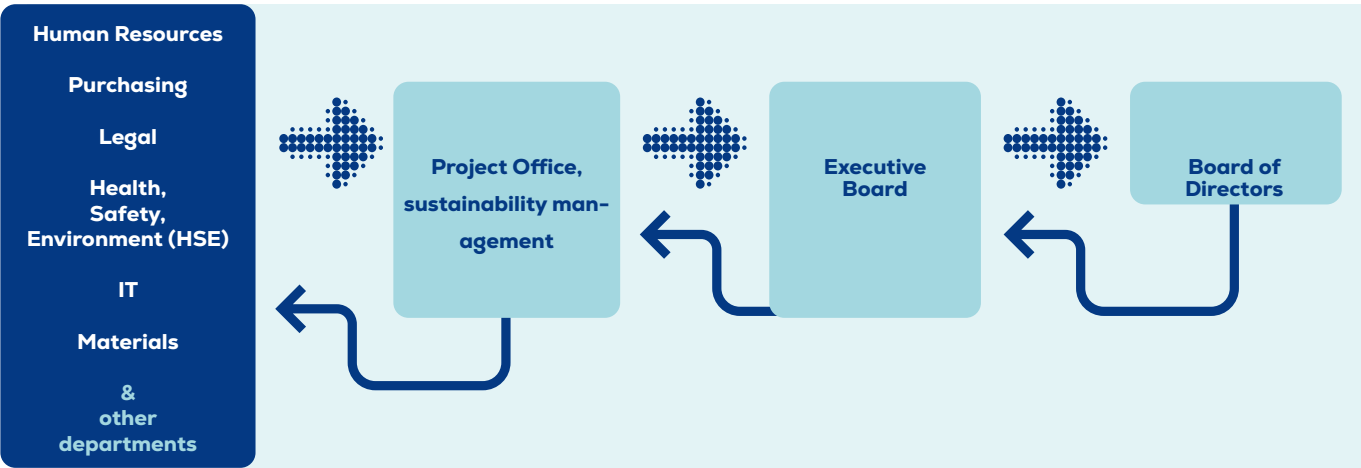 Human Resources
Purchasing
Legal
Health,
Safety,
Environment (HSE)
IT
Materials
&
other
departments
Project Office,
sustainability man-
agement
Executive
Board
Board of
Directors